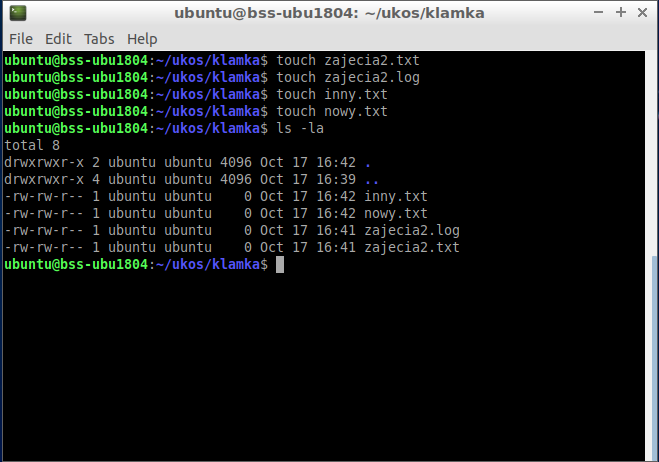 ubuntu@bss-ubu1804: ~/ukos/klamka
File Edit Tabs Help
ubuntu@bss-ubu1804:~/ukos/klamka$ touch zajecia2.txt
ubuntu@bss-ubu1804:~/ukos/klamka$ touch zajecia2.log
ubuntu@bss-ubu1804:~/ukos/klamka$ touch inny.txt
ubuntu@bss-ubu1804:~/ukos/klamka$ touch nowy.txt
ubuntu@bss-ubu1804:~/ukos/klamka$ ls -la
total 8
drwxrwxr-x 2 ubuntu ubuntu 4096 Oct 17 16:42 .
drwxrwxr-x 4 ubuntu ubuntu 4096 Oct 17 16:39 ..
-rw-rw-r-- 1 ubuntu ubuntu    0 Oct 17 16:42 inny.txt
-rw-rw-r-- 1 ubuntu ubuntu    0 Oct 17 16:42 nowy.txt
-rw-rw-r-- 1 ubuntu ubuntu    0 Oct 17 16:41 zajecia2.log
-rw-rw-r-- 1 ubuntu ubuntu    0 Oct 17 16:41 zajecia2.txt
ubuntu@bss-ubu1804:~/ukos/klamka$